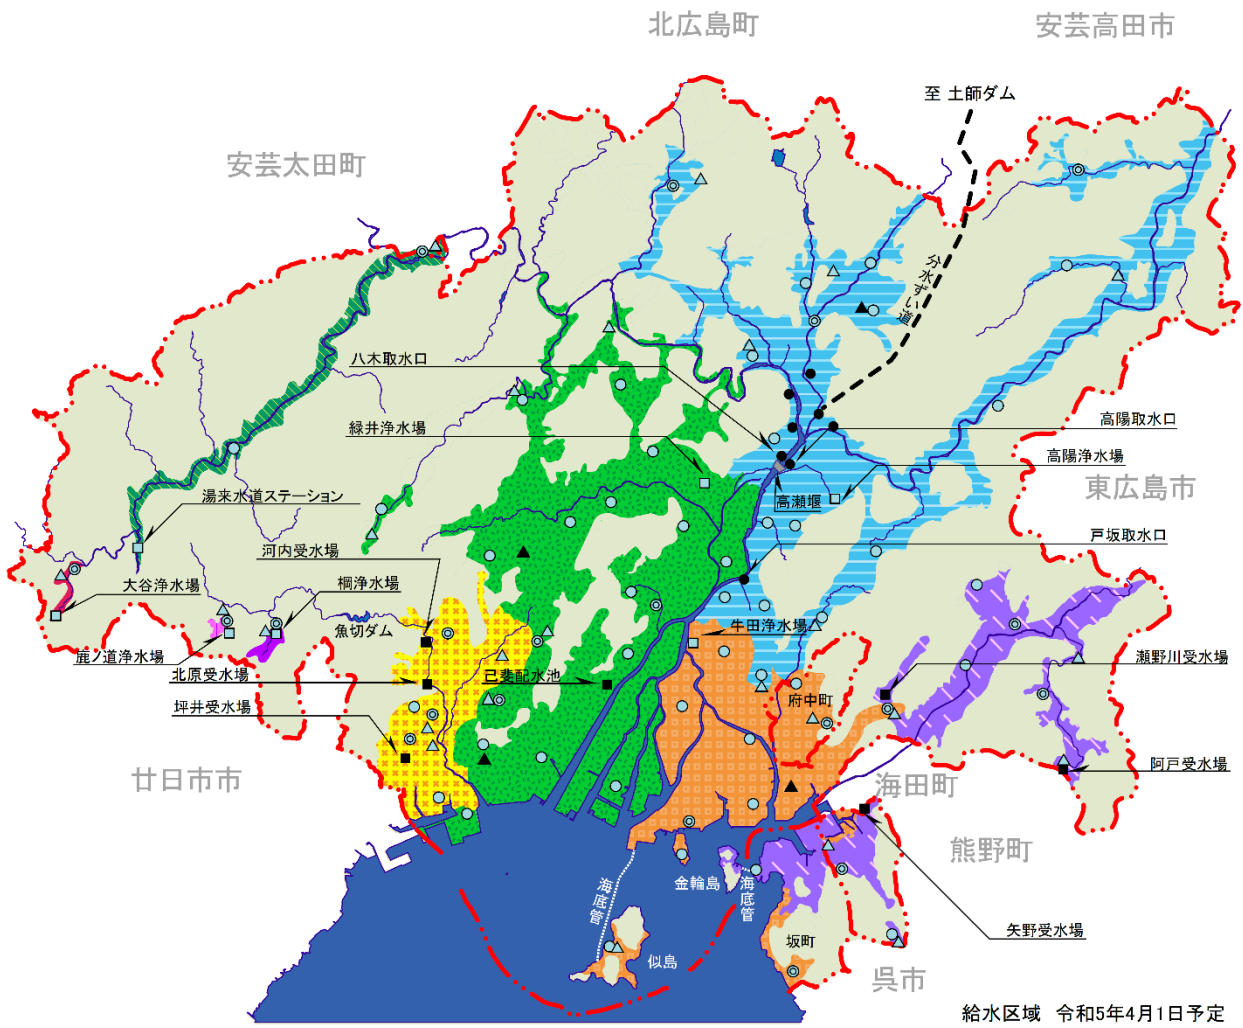 北広島町
安芸高田市
至 土師ダム
安芸太田町
分水ずい道
八木取水口
高陽取水口
緑井浄水場
高陽浄水場
東広島市
湯来水道ステーション
高瀬堰
戸坂取水口
河内受水場
大谷浄水場
椢浄水場
魚切ダム
牛田浄水場
鹿ノ道浄水場
瀬野川受水場
北原受水場
己斐配水池
府中町
坪井受水場
阿戸受水場
廿日市市
海田町
熊野町
金輪島
海底管
海底管
矢野受水場
坂町
似島
呉市
給水区域 令和5年4月1日予定